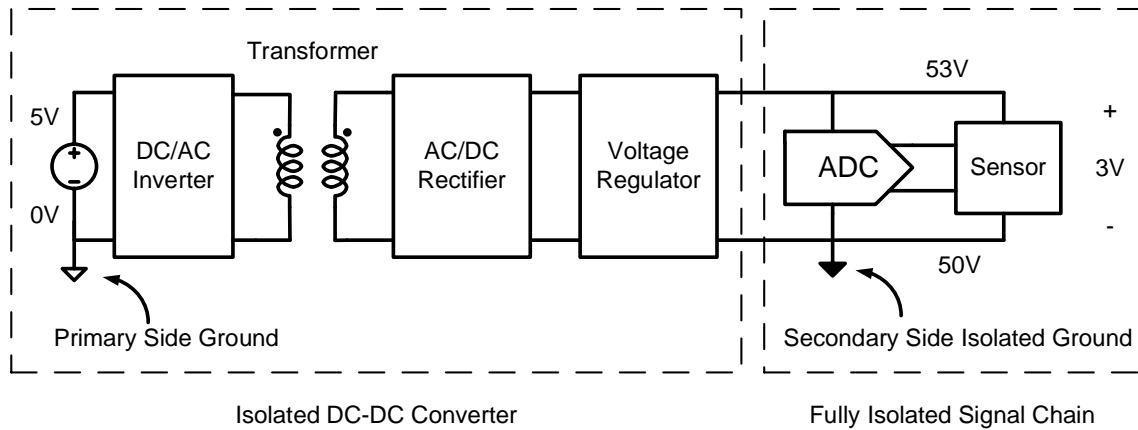 Transformer
5V
+
-
0V
DC/AC
Inverter
AC/DC
Rectifier
Voltage
Regulator
53V
ADC
Sensor
+
3V
-
50V
Primary Side Ground
Secondary Side Isolated Ground
Isolated DC-DC Converter
Fully Isolated Signal Chain